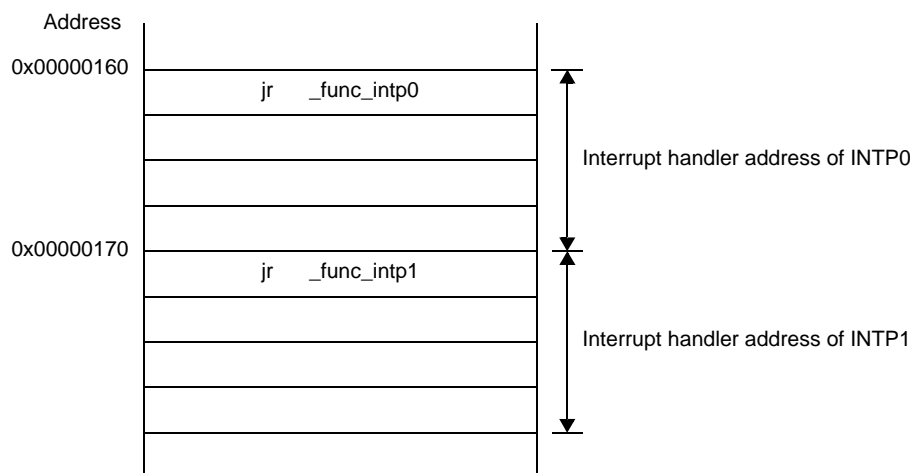 Address
0x00000160
jr _func_intp0
Interrupt handler address of INTP0
0x00000170
jr _func_intp1
Interrupt handler address of INTP1